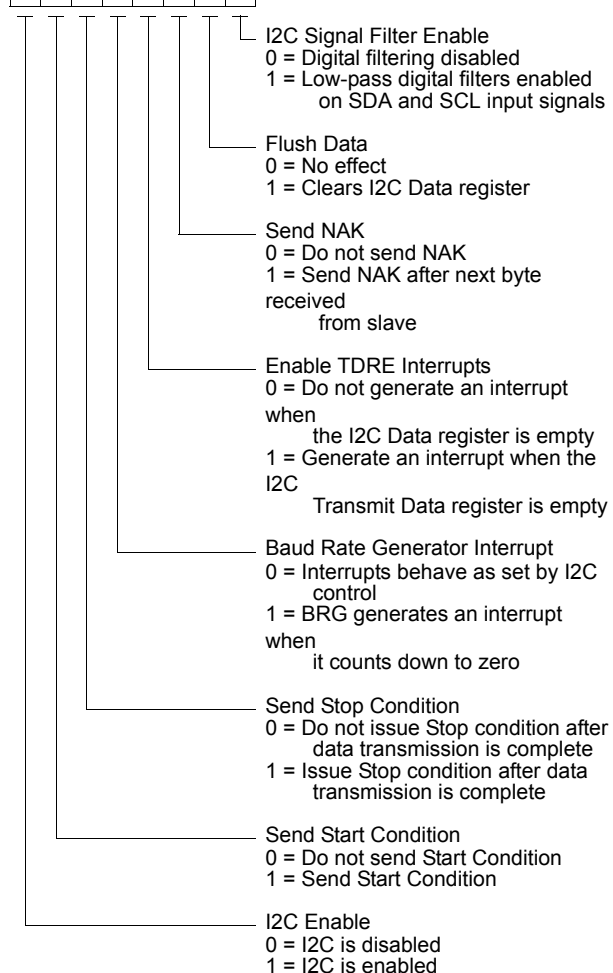 I2C Signal Filter Enable
0 = Digital filtering disabled
1 = Low-pass digital filters enabled
on SDA and SCL input signals
Flush Data
0 = No effect
1 = Clears I2C Data register
Send NAK
0 = Do not send NAK
1 = Send NAK after next byte
received
from slave
Enable TDRE Interrupts
0 = Do not generate an interrupt
when
the I2C Data register is empty
1 = Generate an interrupt when the
I2C
Transmit Data register is empty
Baud Rate Generator Interrupt
0 = Interrupts behave as set by I2C
control
1 = BRG generates an interrupt
when
it counts down to zero
Send Stop Condition
0 = Do not issue Stop condition after
data transmission is complete
1 = Issue Stop condition after data
transmission is complete
Send Start Condition
0 = Do not send Start Condition
1 = Send Start Condition
I2C Enable
0 = I2C is disabled
1 = I2C is enabled